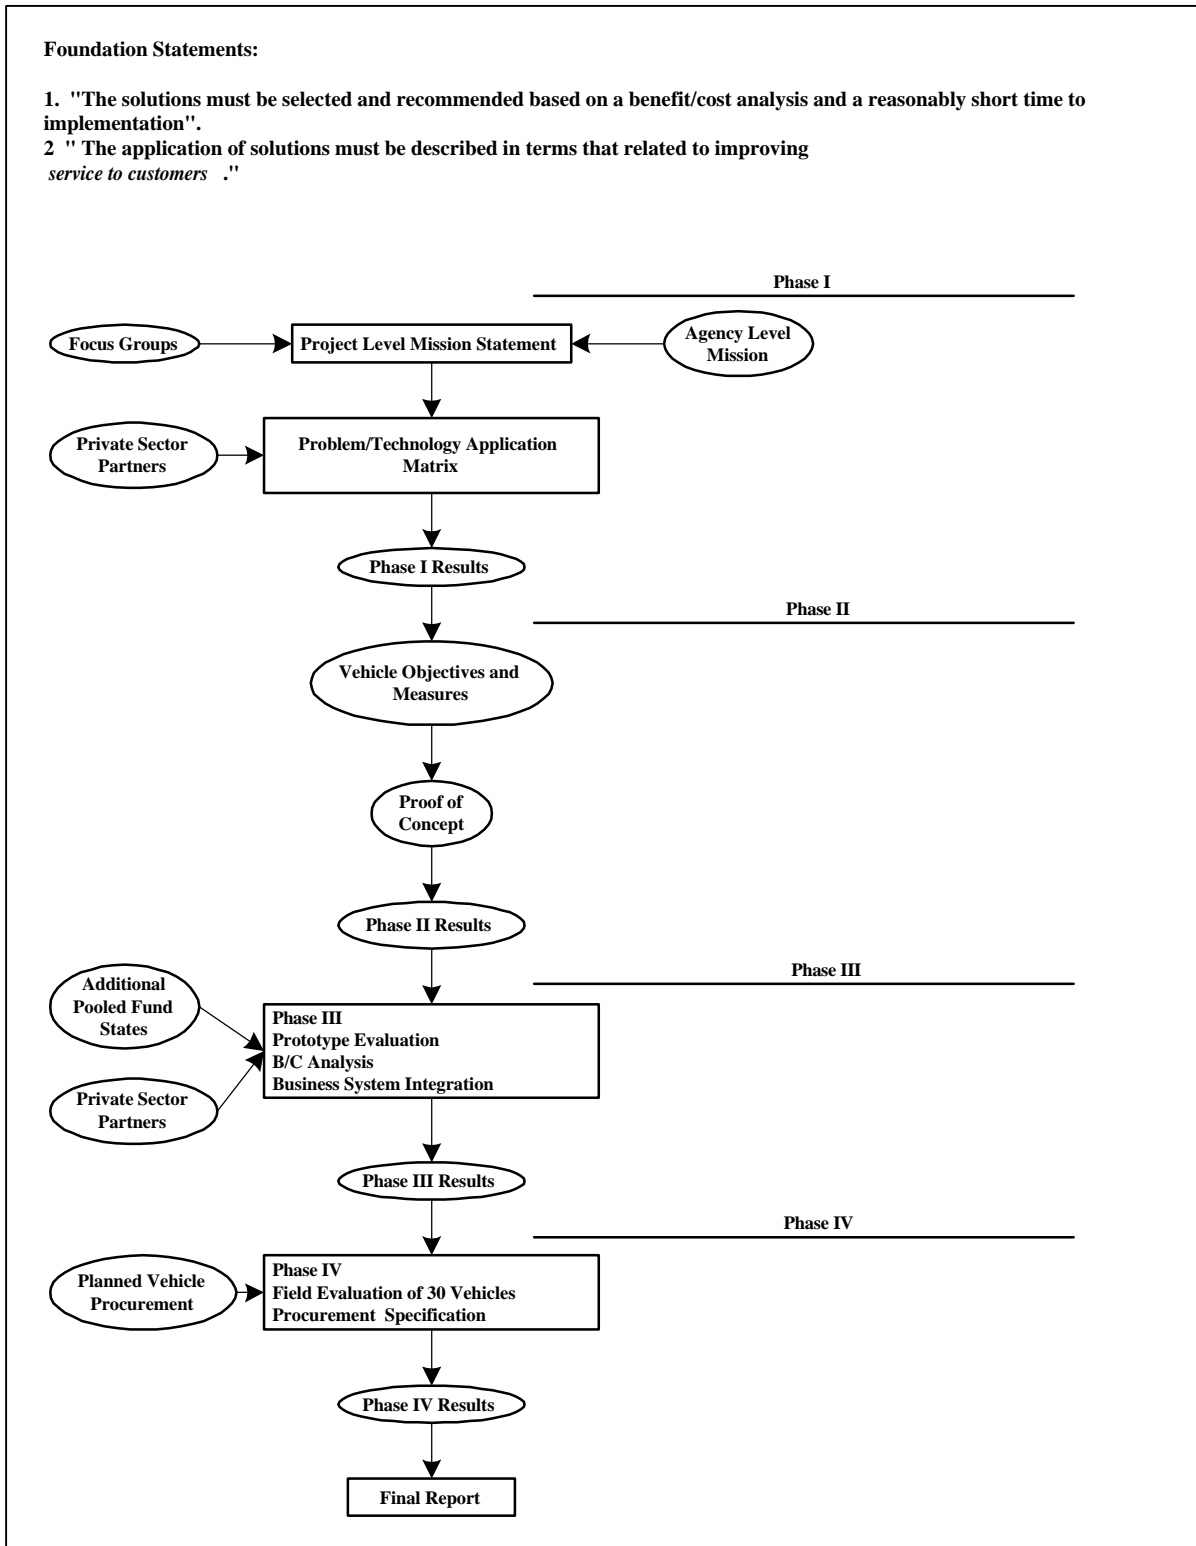 Foundation Statements:
1. "The solutions must be selected and recommended based on a benefit/cost analysis and a reasonably short time to
implementation".
2 " The application of solutions must be described in terms that related to improving
service to customers ."
Phase I
Focus Groups
Project Level Mission Statement
Agency Level
Mission
Private Sector
Partners
Problem/Technology Application
Matrix
Phase I Results
Phase II
Vehicle Objectives and
Measures
Proof of
Concept
Phase II Results
Phase III
Additional
Pooled Fund
States
Phase III
Prototype Evaluation
B/C Analysis
Business System Integration
Private Sector
Partners
Phase III Results
Phase IV
Planned Vehicle
Procurement
Phase IV
Field Evaluation of 30 Vehicles
Procurement Specification
Phase IV Results
Final Report